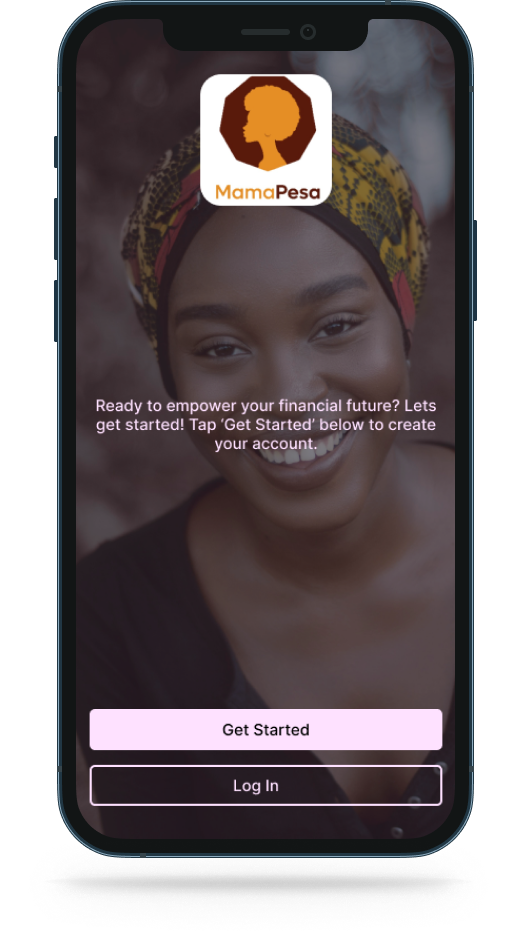 MamaPesa
Ready to empower your financial future? Lets
get started! Tap ‘Get Started’ below to create
your account.
Get Started
Log In